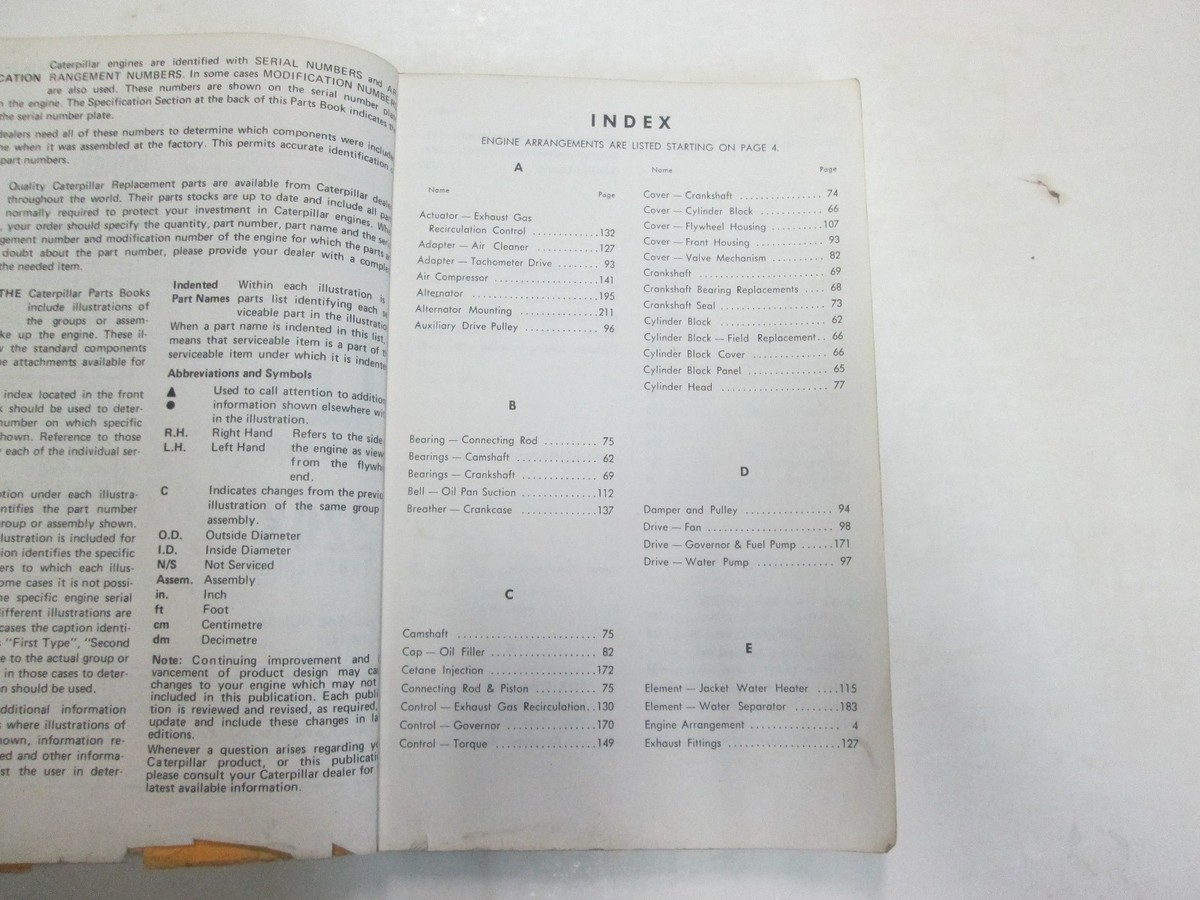 Caterpillar engines are identified with SERIAL NUMBERS and
CATION RANGEMENT NUMBERS. In some cases MODIFICATION NUMBERS
are also used. These numbers are shown on the serial number
the engine. The Specification Section at the back of this Parts Book indicates
the serial number plate.
dealers need all of these numbers to determine which components were
when it was assembled at the factory. This permits accurate identification
part numbers.
Quality Caterpillar Replacement parts are available from Caterpillar
throughout the world. Their parts stocks are up to date and include all
normally required to protect your investment in Caterpillar engines.
, your order should specify the quantity, part number, part name and the
number and modification number of the engine for which the parts
doubt about the part number, please provide your dealer with a
the needed item.
THE Caterpillar Parts Books
include illustrations of
the groups or assem-
ke up the engine. These il-
the standard components
attachments available for
index located in the front
should be used to deter-
number on which specific
shown. Reference to those
each of the individual ser-
under each illustra-
the part number
group or assembly shown.
illustration is included for
identifies the specific
to which each illus-
some cases it is not possi-
specific engine serial
different illustrations are
cases the caption identi-
"First Type", "Second
to the actual group or
in those cases to deter-
should be used.
additional information
where illustrations of
information re-
ed and other informa-
the user in deter-
Indented Within each illustration is
Part Names parts list identifying each
viceable part in the illustration
When a part name is indented in this list,
means that serviceable item is a part of
serviceable item under which it is
Abbreviations and Symbols
▲ Used to call attention to
● information shown elsewhere
in the illustration.
R.H. Right Hand Refers to the side
L.H. Left Hand the engine as
from the
end.
C Indicates changes from the
illustration of the same group
assembly.
O.D. Outside Diameter
I.D. Inside Diameter
N/S Not Serviced
Assem. Assembly
in. Inch
ft Foot
cm Centimetre
dm Decimetre
Note: Continuing improvement and
vancement of product design may
changes to your engine which may not
included in this publication. Each
tion is reviewed and revised, as required,
update and include these changes in
editions.
Whenever a question arises regarding
Caterpillar product, or this
please consult your Caterpillar dealer for
latest available information.
INDEX
ENGINE ARRANGEMENTS ARE LISTED STARTING ON PAGE 4.
A
Name Page
Actuator — Exhaust Gas
Recirculation Control ............132
Adapter — Air Cleaner ............127
Adapter — Tachometer Drive ........ 93
Air Compressor ..................141
Alternator ......................195
Alternator Mounting ..............211
Auxiliary Drive Pulley ............ 96
B
Bearing — Connecting Rod .......... 75
Bearings — Camshaft .............. 62
Bearings — Crankshaft ............ 69
Bell — Oil Pan Suction ............112
Breather — Crankcase ............137
C
Camshaft ........................ 75
Cap — Oil Filler .................. 82
Cetane Injection ..................172
Connecting Rod & Piston .......... 75
Control — Exhaust Gas Recirculation..130
Control — Governor ..............170
Control — Torque ................149
Name Page
Cover — Crankshaft .............. 74
Cover — Cylinder Block ........... 66
Cover — Flywheel Housing .........107
Cover — Front Housing ............ 93
Cover — Valve Mechanism ......... 82
Crankshaft ...................... 69
Crankshaft Bearing Replacements .... 68
Crankshaft Seal .................. 73
Cylinder Block .................... 62
Cylinder Block — Field Replacement.. 66
Cylinder Block Cover ............. 66
Cylinder Block Panel .............. 65
Cylinder Head .................... 77
D
Damper and Pulley ................ 94
Drive — Fan ..................... 98
Drive — Governor & Fuel Pump ......171
Drive — Water Pump .............. 97
E
Element — Jacket Water Heater ....115
Element — Water Separator ........183
Engine Arrangement ............... 4
Exhaust Fittings ...................127